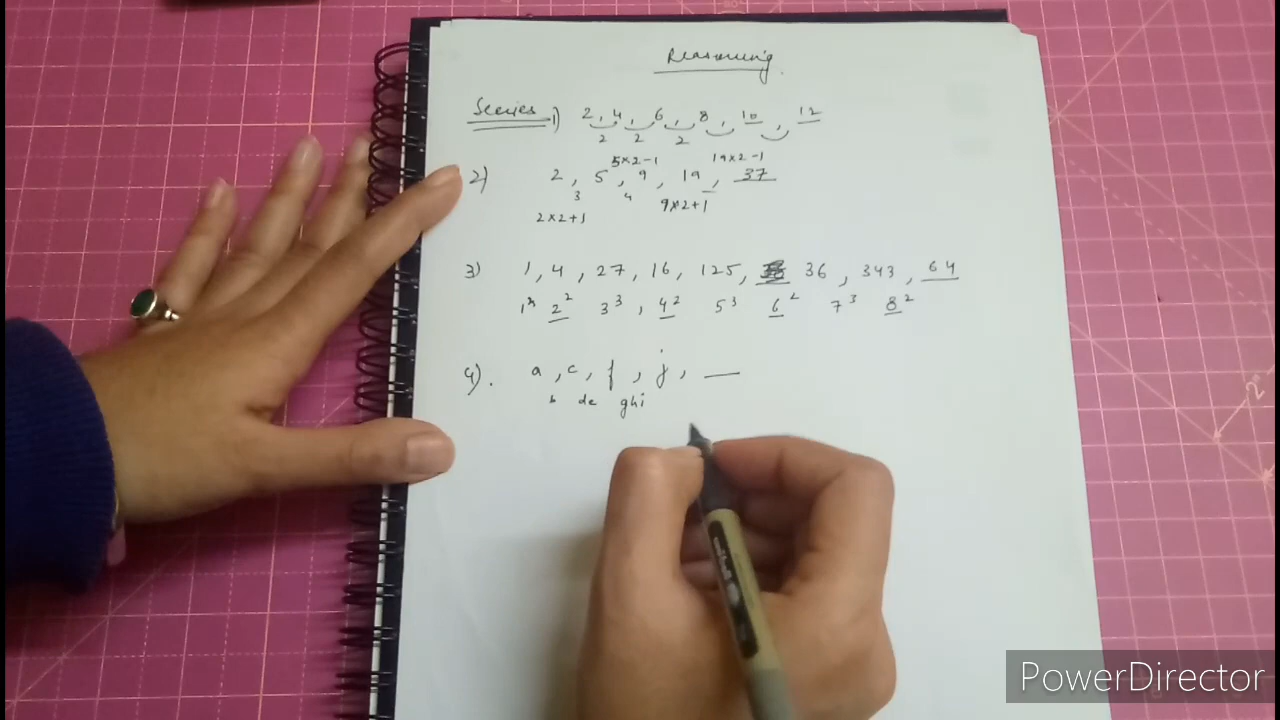 Reasoning
Series 1) 2, 4, 6, 8, 10, 12
2 2 2
5×2-1 19×2-1
2) 2, 5, 9, 19, 37
3 4 9×2+1
2×2+1
3) 1, 4, 27, 16, 125, 36, 343, 64
1³ 2² 3³, 4² 5³ 6² 7³ 8²
4). a, c, f, j, __
b de ghi
2"
PowerDirector